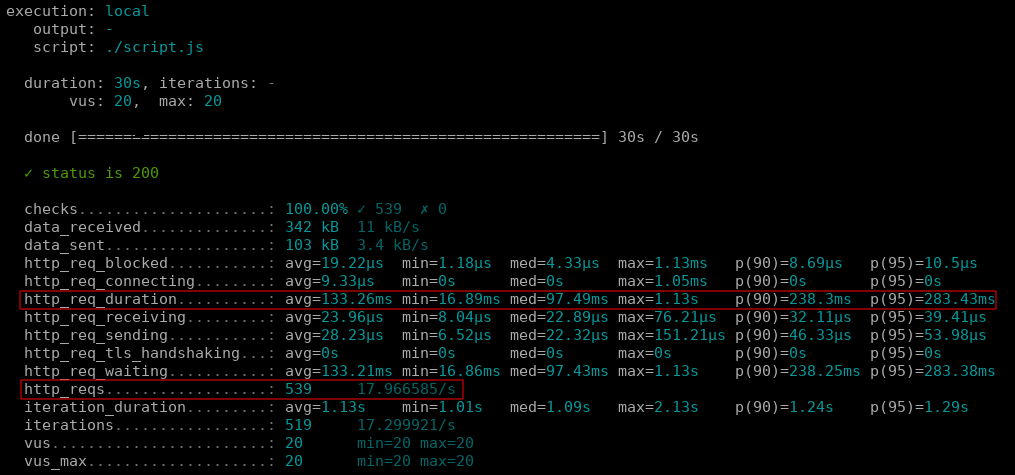 execution: local
output: -
script: ./script.js
duration: 30s, iterations: -
vus: 20, max: 20
done [==========================================================] 30s / 30s
✓ status is 200
checks.....................: 100.00% ✓ 539 ✗ 0
data_received..............: 342 kB 11 kB/s
data_sent..................: 103 kB 3.4 kB/s
http_req_blocked...........: avg=19.22µs min=1.18µs med=4.33µs max=1.13ms p(90)=8.69µs p(95)=10.5µs
http_req_connecting........: avg=9.33µs min=0s med=0s max=1.05ms p(90)=0s p(95)=0s
http_req_duration..........: avg=133.26ms min=16.89ms med=97.49ms max=1.13s p(90)=238.3ms p(95)=283.43ms
http_req_receiving.........: avg=23.96µs min=8.04µs med=22.89µs max=76.21µs p(90)=32.11µs p(95)=39.41µs
http_req_sending...........: avg=28.23µs min=6.52µs med=22.32µs max=151.21µs p(90)=46.33µs p(95)=53.98µs
http_req_tls_handshaking...: avg=0s min=0s med=0s max=0s p(90)=0s p(95)=0s
http_req_waiting...........: avg=133.21ms min=16.86ms med=97.43ms max=1.13s p(90)=238.25ms p(95)=283.38ms
http_reqs..................: 539 17.966585/s
iteration_duration.........: avg=1.13s min=1.01s med=1.09s max=2.13s p(90)=1.24s p(95)=1.29s
iterations.................: 519 17.299921/s
vus........................: 20 min=20 max=20
vus_max....................: 20 min=20 max=20